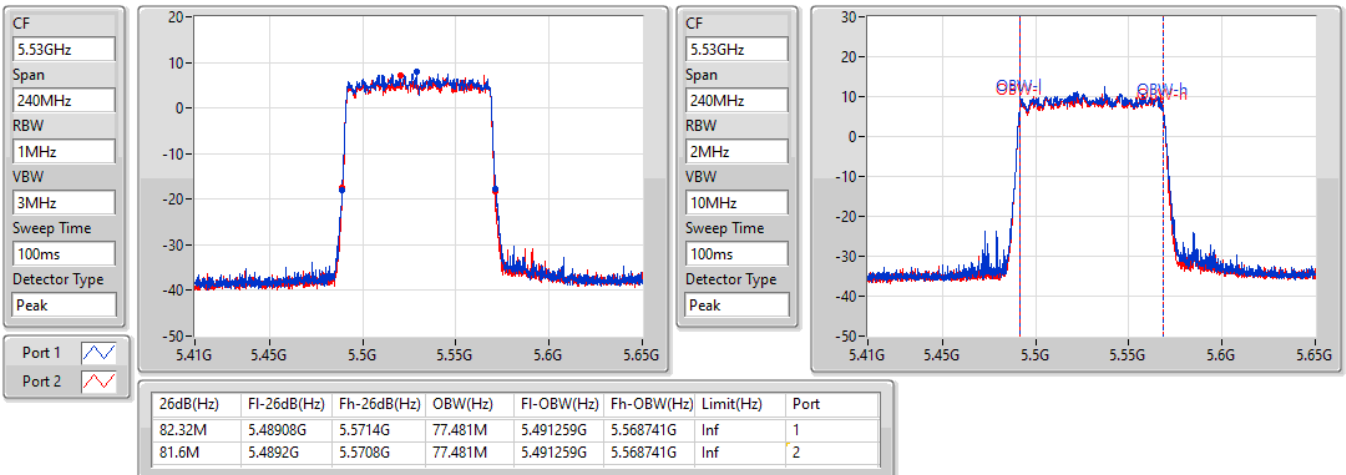 CF
5.53GHz
Span
240MHz
RBW
1MHz
VBW
3MHz
Sweep Time
100ms
Detector Type
Peak
20
10
0
-10
-20
-30
-40
-50
5.41G 5.45G 5.5G 5.55G 5.6G 5.65G
CF
5.53GHz
Span
240MHz
RBW
2MHz
VBW
10MHz
Sweep Time
100ms
Detector Type
Peak
30
20
10
0
-10
-20
-30
-40
-50
OBW-l OBW-h
OBW-l OBW-h
5.41G 5.45G 5.5G 5.55G 5.6G 5.65G
Port 1
Port 2
26dB(Hz) Fl-26dB(Hz) Fh-26dB(Hz) OBW(Hz) Fl-OBW(Hz) Fh-OBW(Hz) Limit(Hz) Port
82.32M 5.48908G 5.5714G 77.481M 5.491259G 5.568741G Inf 1
81.6M 5.4892G 5.5708G 77.481M 5.491259G 5.568741G Inf 2